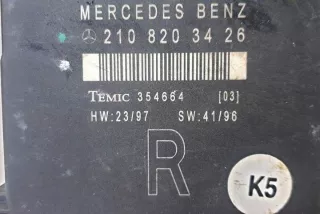 MERCEDES BENZ
210 820 34 26
TEMIC 354664 [03]
HW:23/97 SW:41/96
R
K5